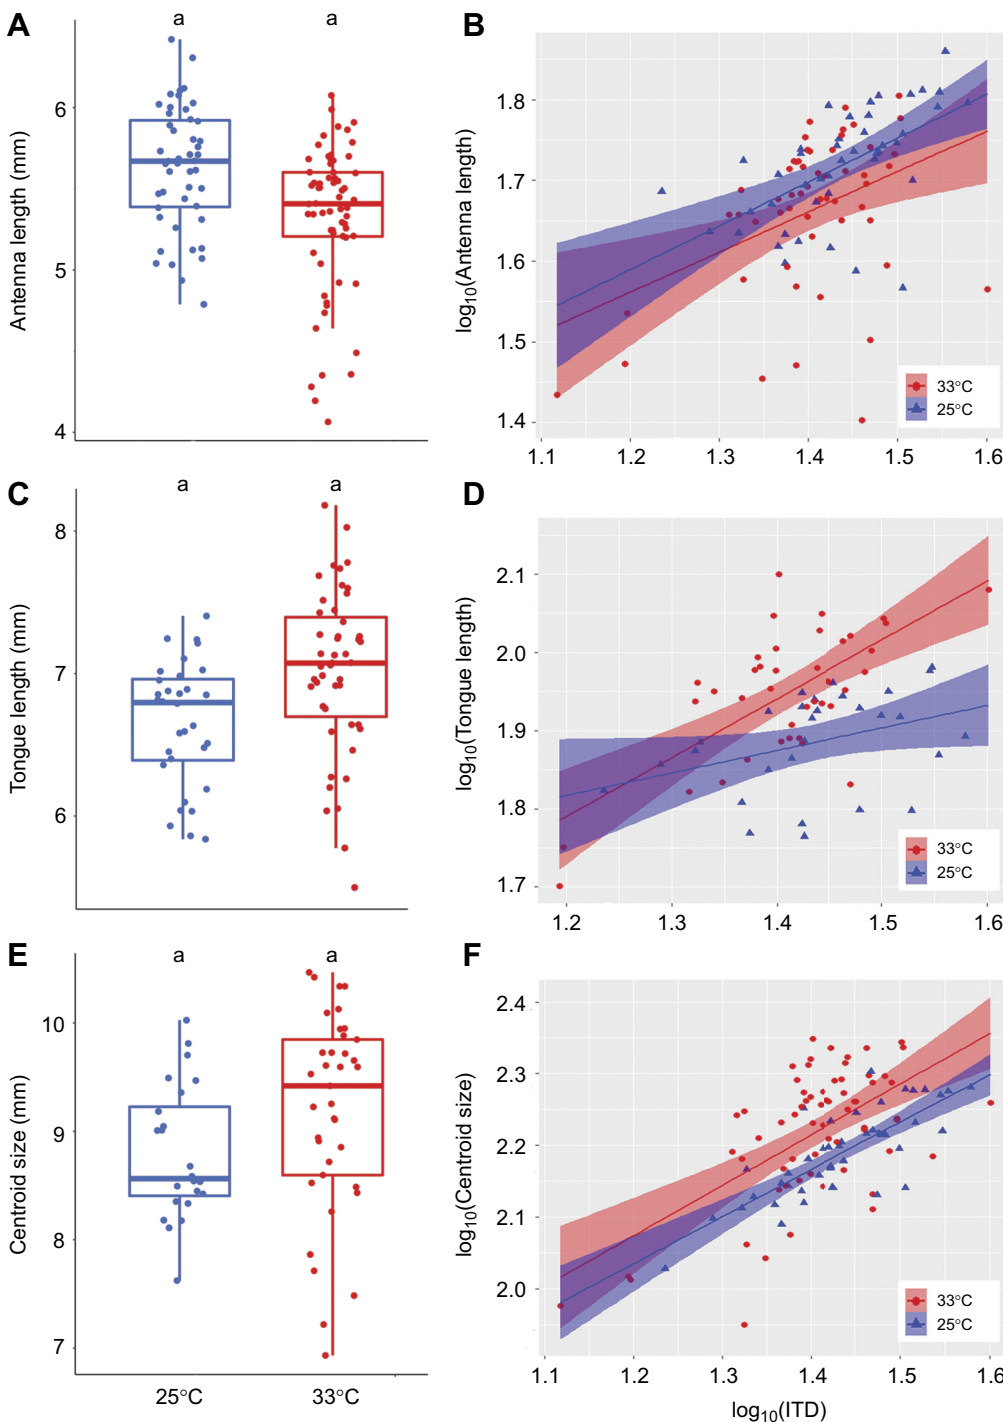 A
a
a
6
5
4
Antenna length (mm)
B
1.8
1.7
1.6
1.5
1.4
log10(Antenna length)
33°C
25°C
1.1 1.2 1.3 1.4 1.5 1.6
C
a
a
8
7
6
Tongue length (mm)
D
2.1
2.0
1.9
1.8
1.7
log10(Tongue length)
33°C
25°C
1.2 1.3 1.4 1.5 1.6
E
a
a
10
9
8
7
Centroid size (mm)
25°C 33°C
F
2.4
2.3
2.2
2.1
2.0
log10(Centroid size)
33°C
25°C
1.1 1.2 1.3 1.4 1.5 1.6
log10(ITD)